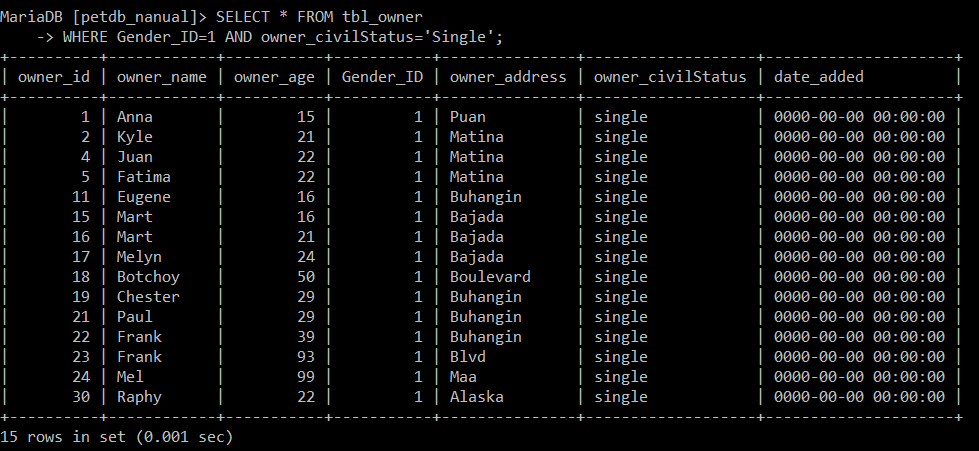 MariaDB [petdb_nanual]> SELECT * FROM tbl_owner
    -> WHERE Gender_ID=1 AND owner_civilStatus='Single';
+----------+------------+-----------+-----------+---------------+-------------------+---------------------+
| owner_id | owner_name | owner_age | Gender_ID | owner_address | owner_civilStatus | date_added          |
+----------+------------+-----------+-----------+---------------+-------------------+---------------------+
|        1 | Anna       |        15 |         1 | Puan          | single            | 0000-00-00 00:00:00 |
|        2 | Kyle       |        21 |         1 | Matina        | single            | 0000-00-00 00:00:00 |
|        4 | Juan       |        22 |         1 | Matina        | single            | 0000-00-00 00:00:00 |
|        5 | Fatima     |        22 |         1 | Matina        | single            | 0000-00-00 00:00:00 |
|       11 | Eugene     |        16 |         1 | Buhangin      | single            | 0000-00-00 00:00:00 |
|       15 | Mart       |        16 |         1 | Bajada        | single            | 0000-00-00 00:00:00 |
|       16 | Mart       |        21 |         1 | Bajada        | single            | 0000-00-00 00:00:00 |
|       17 | Melyn      |        24 |         1 | Bajada        | single            | 0000-00-00 00:00:00 |
|       18 | Botchoy    |        50 |         1 | Boulevard     | single            | 0000-00-00 00:00:00 |
|       19 | Chester    |        29 |         1 | Buhangin      | single            | 0000-00-00 00:00:00 |
|       21 | Paul       |        29 |         1 | Buhangin      | single            | 0000-00-00 00:00:00 |
|       22 | Frank      |        39 |         1 | Buhangin      | single            | 0000-00-00 00:00:00 |
|       23 | Frank      |        93 |         1 | Blvd          | single            | 0000-00-00 00:00:00 |
|       24 | Mel        |        99 |         1 | Maa           | single            | 0000-00-00 00:00:00 |
|       30 | Raphy      |        22 |         1 | Alaska        | single            | 0000-00-00 00:00:00 |
+----------+------------+-----------+-----------+---------------+-------------------+---------------------+
15 rows in set (0.001 sec)